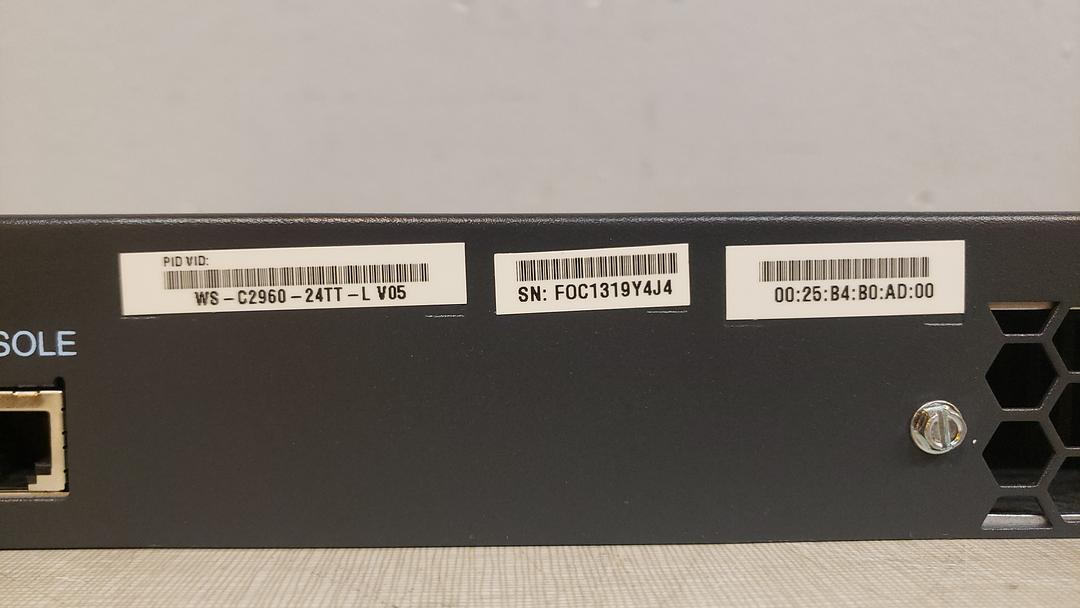 PID VID:
WS-C2960-24TT-L V05
SN: FOC1319Y4J4
00:25:B4:B0:AD:00
SOLE